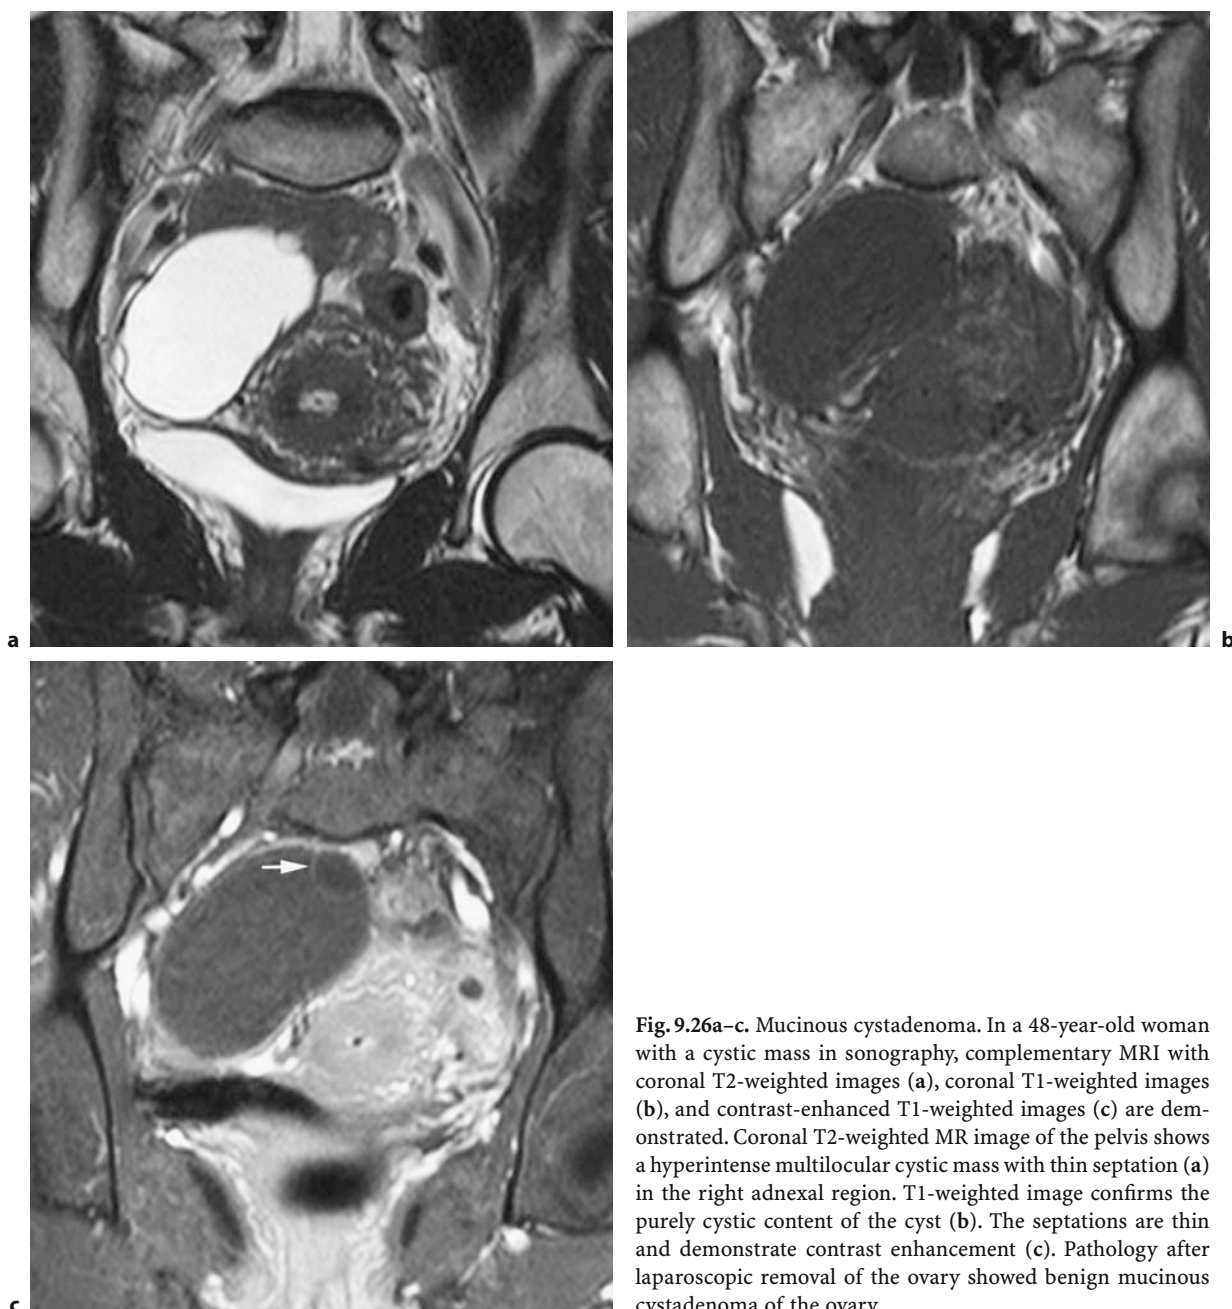 a
b
c
Fig. 9.26a–c. Mucinous cystadenoma. In a 48-year-old woman
with a cystic mass in sonography, complementary MRI with
coronal T2-weighted images (a), coronal T1-weighted images
(b), and contrast-enhanced T1-weighted images (c) are dem-
onstrated. Coronal T2-weighted MR image of the pelvis shows
a hyperintense multilocular cystic mass with thin septation (a)
in the right adnexal region. T1-weighted image confirms the
purely cystic content of the cyst (b). The septations are thin
and demonstrate contrast enhancement (c). Pathology after
laparoscopic removal of the ovary showed benign mucinous
cystadenoma of the ovary